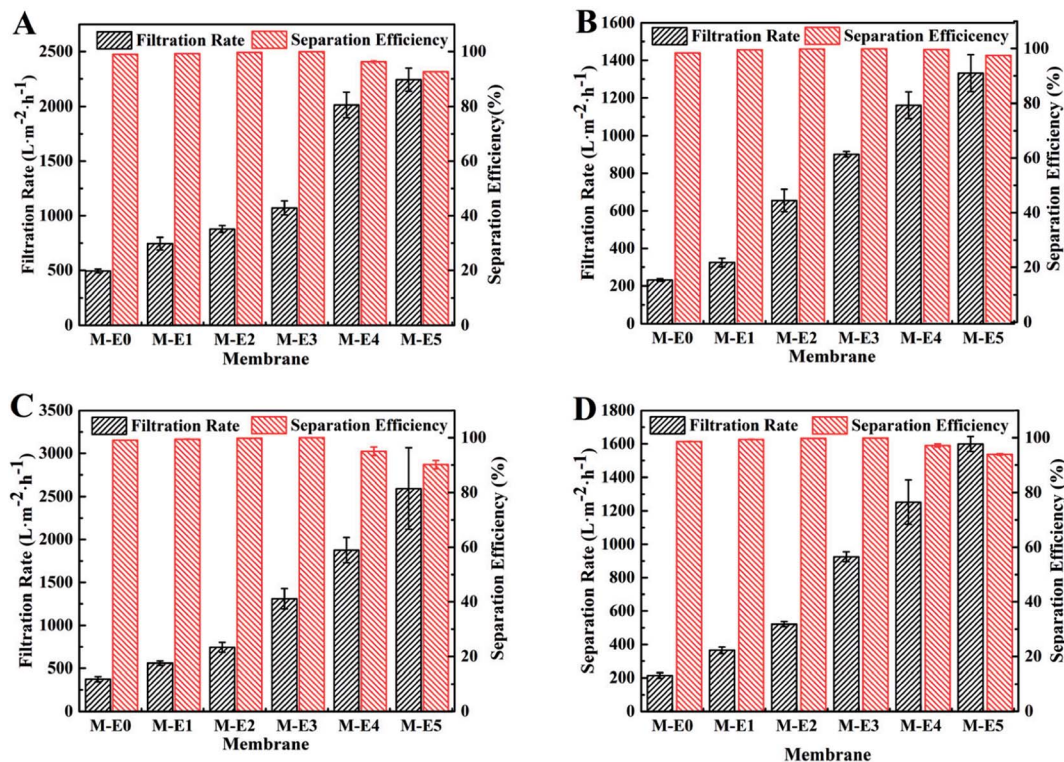 A
Filtration Rate Separation Efficiency
Filtration Rate (L·m⁻²·h⁻¹)
2500
2000
1500
1000
500
0
100
80
60
40
20
0
Separation Efficiency(%)
M-E0 M-E1 M-E2 M-E3 M-E4 M-E5
Membrane
B
Filtration Rate Separation Efficiency
Filtration Rate (L·m⁻²·h⁻¹)
1600
1400
1200
1000
800
600
400
200
0
100
80
60
40
20
0
Separation Efficiency (%)
M-E0 M-E1 M-E2 M-E3 M-E4 M-E5
Membrane
C
Filtration Rate Separation Efficiency
Filtration Rate (L·m⁻²·h⁻¹)
3500
3000
2500
2000
1500
1000
500
0
100
80
60
40
20
0
Separation Efficiency (%)
M-E0 M-E1 M-E2 M-E3 M-E4 M-E5
Membrane
D
Filtration Rate Separation Efficiency
Separation Rate (L·m⁻²·h⁻¹)
1800
1600
1400
1200
1000
800
600
400
200
0
100
80
60
40
20
0
Separation Efficiency (%)
M-E0 M-E1 M-E2 M-E3 M-E4 M-E5
Membrane